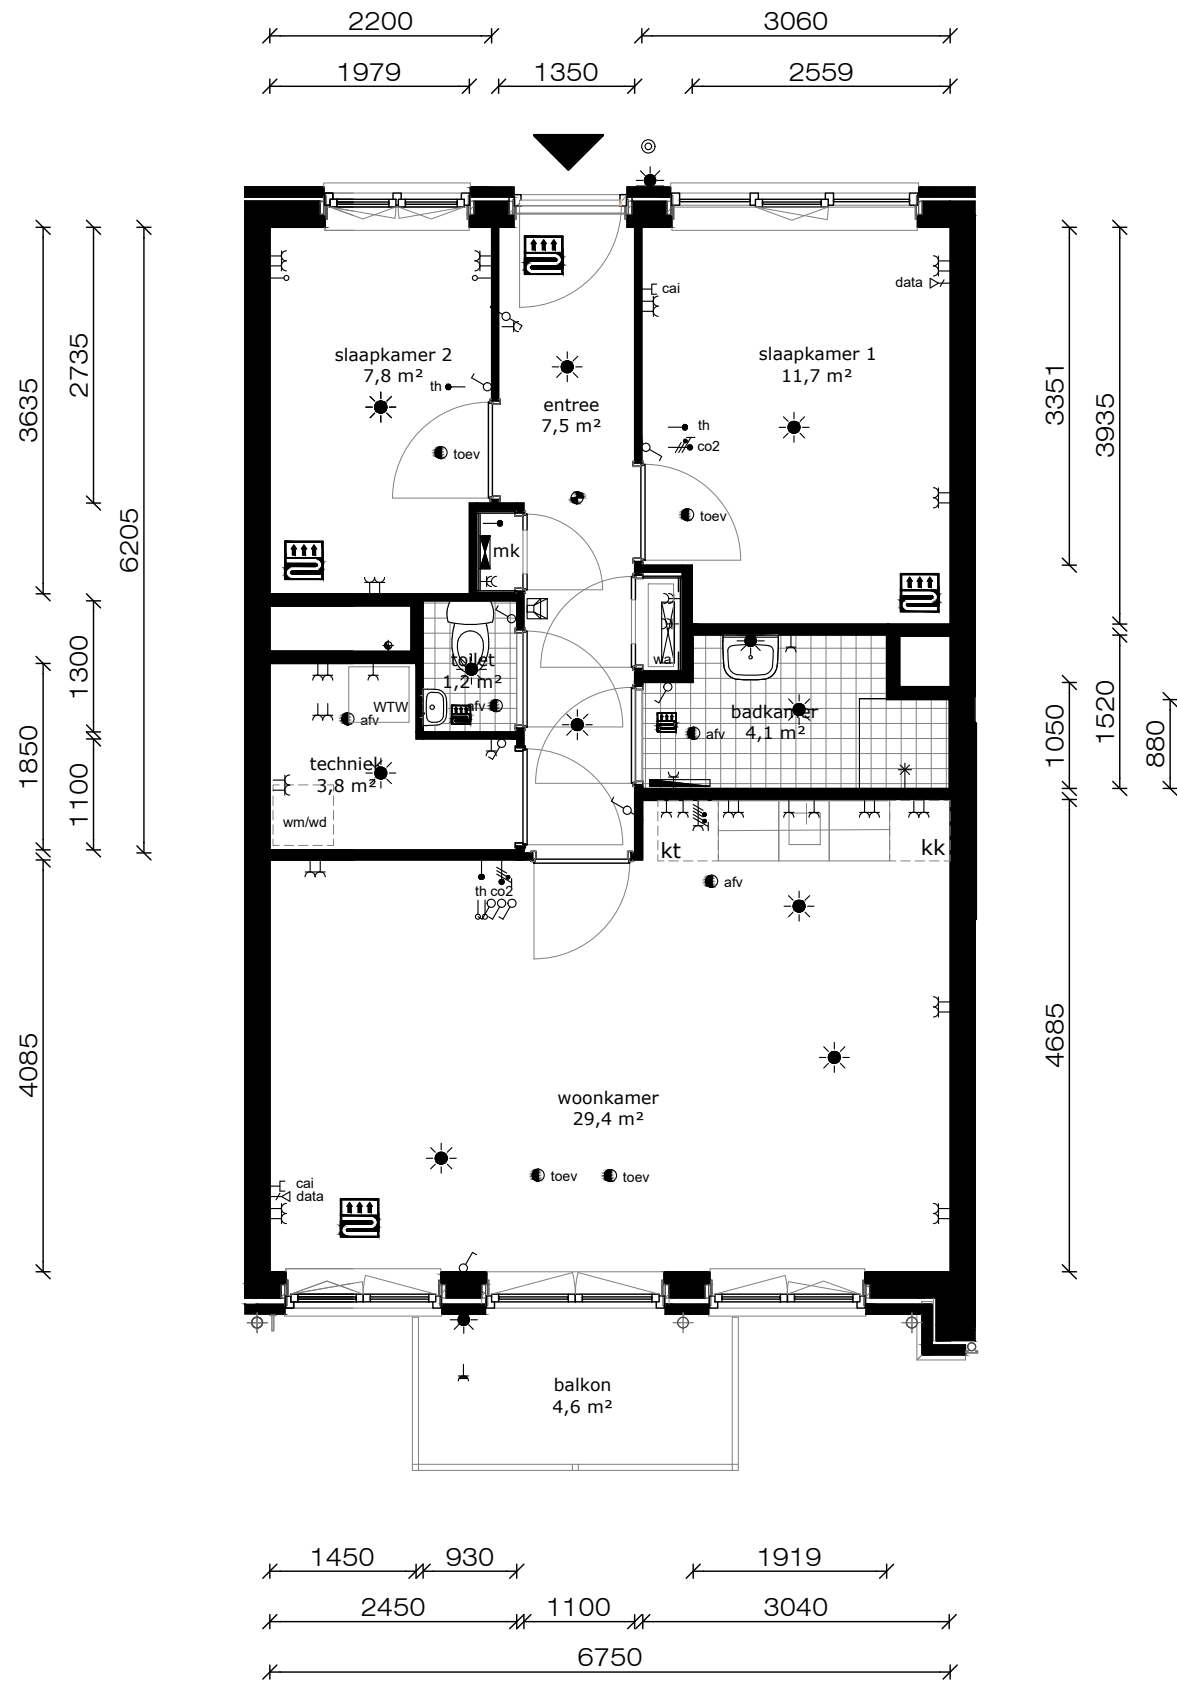 2200
3060
1979
1350
2559
cai
data
2735
3635
6205
slaapkamer 2
7,8 m²
th
entree
7,5 m²
slaapkamer 1
11,7 m²
3351
3935
toev
th
co2
toev
mk
1300
1850
1100
toilet
1,2 m²
WTW
afv
afv
wa
badkamer
4,1 m²
afv
1050
1520
880
techniek
3,8 m²
wm/wd
kt
kk
th co2
afv
4085
4685
woonkamer
29,4 m²
toev
toev
cai
data
balkon
4,6 m²
1450
930
1919
2450
1100
3040
6750